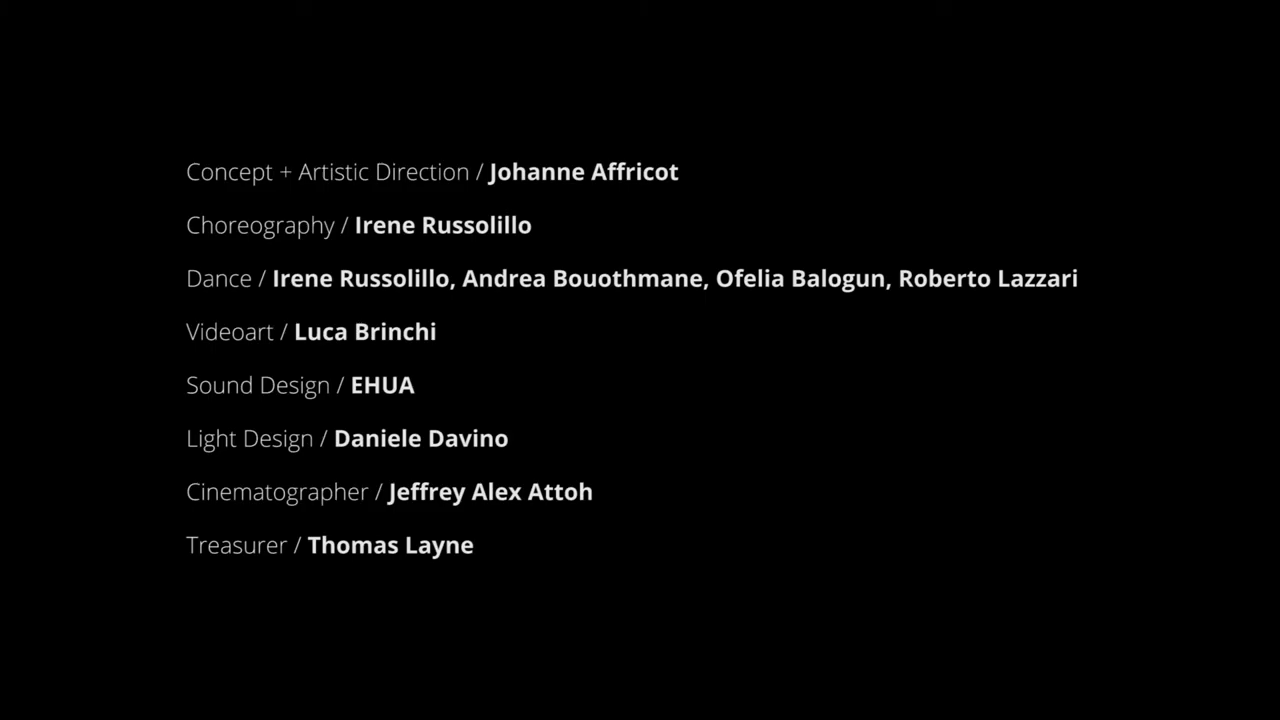 Concept + Artistic Direction / Johanne Affricot
Choreography / Irene Russolillo
Dance / Irene Russolillo, Andrea Bouothmane, Ofelia Balogun, Roberto Lazzari
Videoart / Luca Brinchi
Sound Design / EHUA
Light Design / Daniele Davino
Cinematographer / Jeffrey Alex Attoh
Treasurer / Thomas Layne